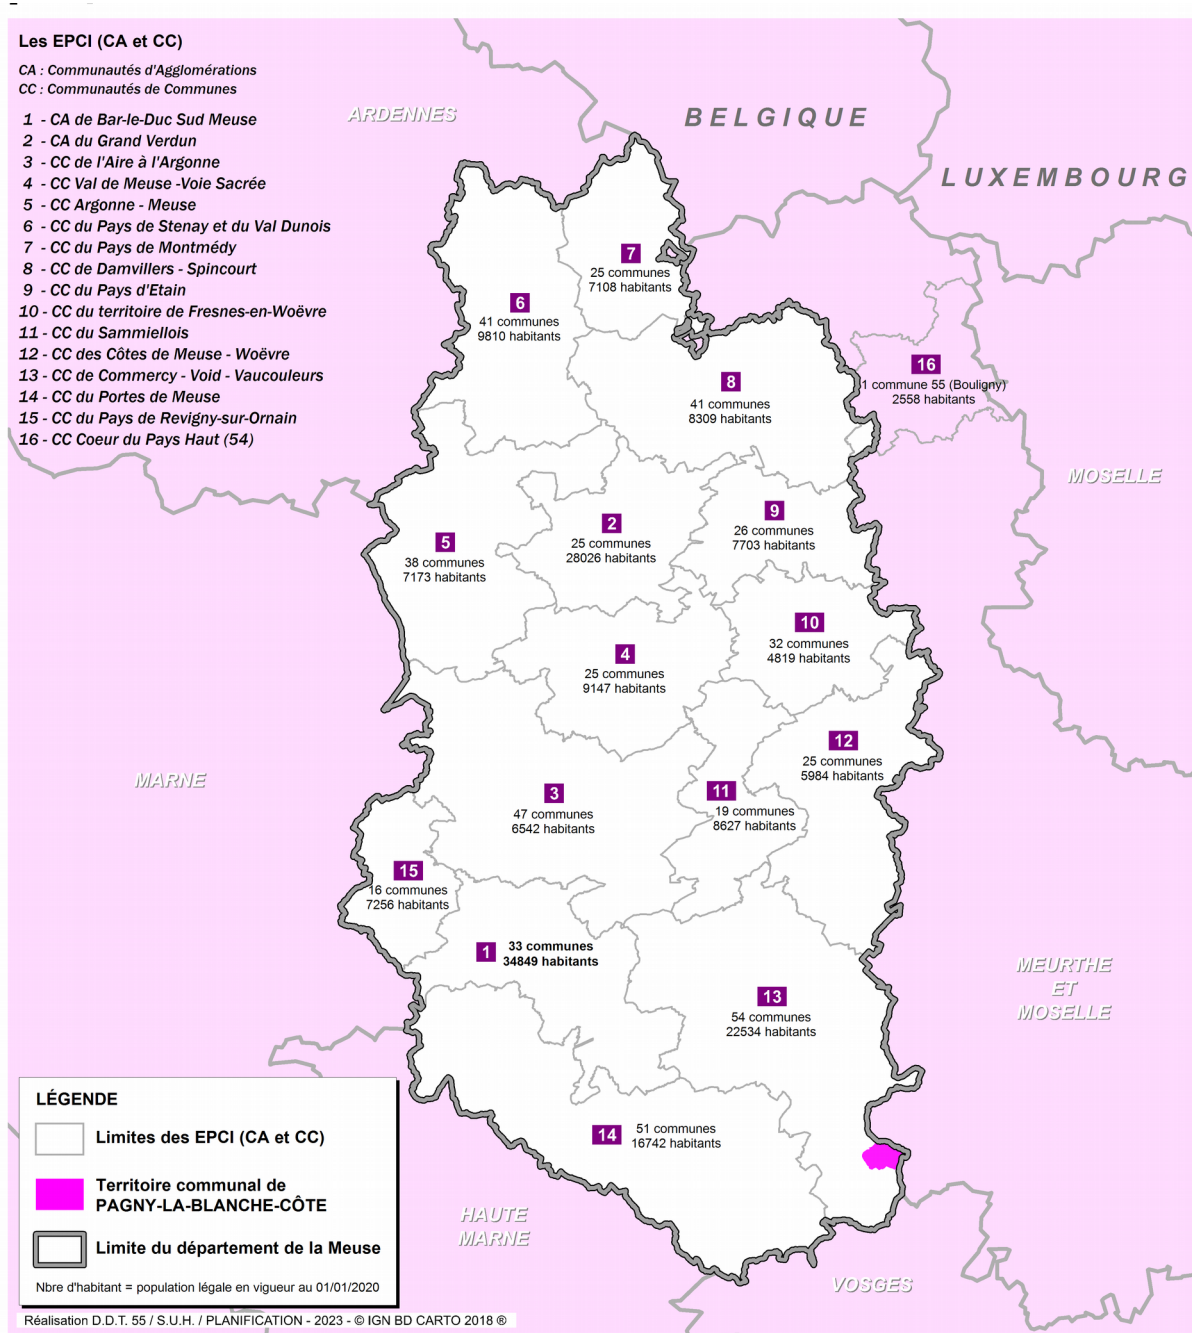 Les EPCI (CA et CC)
CA : Communautés d'Agglomérations
CC : Communautés de Communes
1 - CA de Bar-le-Duc Sud Meuse
2 - CA du Grand Verdun
3 - CC de l'Aire à l'Argonne
4 - CC Val de Meuse -Voie Sacrée
5 - CC Argonne - Meuse
6 - CC du Pays de Stenay et du Val Dunois
7 - CC du Pays de Montmédy
8 - CC de Damvillers - Spincourt
9 - CC du Pays d'Etain
10 - CC du territoire de Fresnes-en-Woëvre
11 - CC du Sammiellois
12 - CC des Côtes de Meuse - Woëvre
13 - CC de Commercy - Void - Vaucouleurs
14 - CC du Portes de Meuse
15 - CC du Pays de Revigny-sur-Ornain
16 - CC Coeur du Pays Haut (54)
ARDENNES
BELGIQUE
LUXEMBOURG
7
25 communes
7108 habitants
6
41 communes
9810 habitants
16
1 commune 55 (Bouligny)
2558 habitants
8
41 communes
8309 habitants
MOSELLE
9
26 communes
7703 habitants
2
25 communes
28026 habitants
5
38 communes
7173 habitants
10
32 communes
4819 habitants
4
25 communes
9147 habitants
12
25 communes
5984 habitants
MARNE
3
47 communes
6542 habitants
11
19 communes
8627 habitants
15
16 communes
7256 habitants
1
33 communes
34849 habitants
MEURTHE
ET
MOSELLE
13
54 communes
22534 habitants
14
51 communes
16742 habitants
HAUTE
MARNE
VOSGES
LÉGENDE
Limites des EPCI (CA et CC)
Territoire communal de
PAGNY-LA-BLANCHE-CÔTE
Limite du département de la Meuse
Nbre d'habitant = population légale en vigueur au 01/01/2020
Réalisation D.D.T. 55 / S.U.H. / PLANIFICATION - 2023 - © IGN BD CARTO 2018 ®